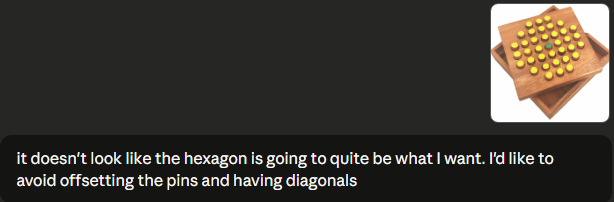 it doesn't look like the hexagon is going to quite be what I want. I'd like to
avoid offsetting the pins and having diagonals